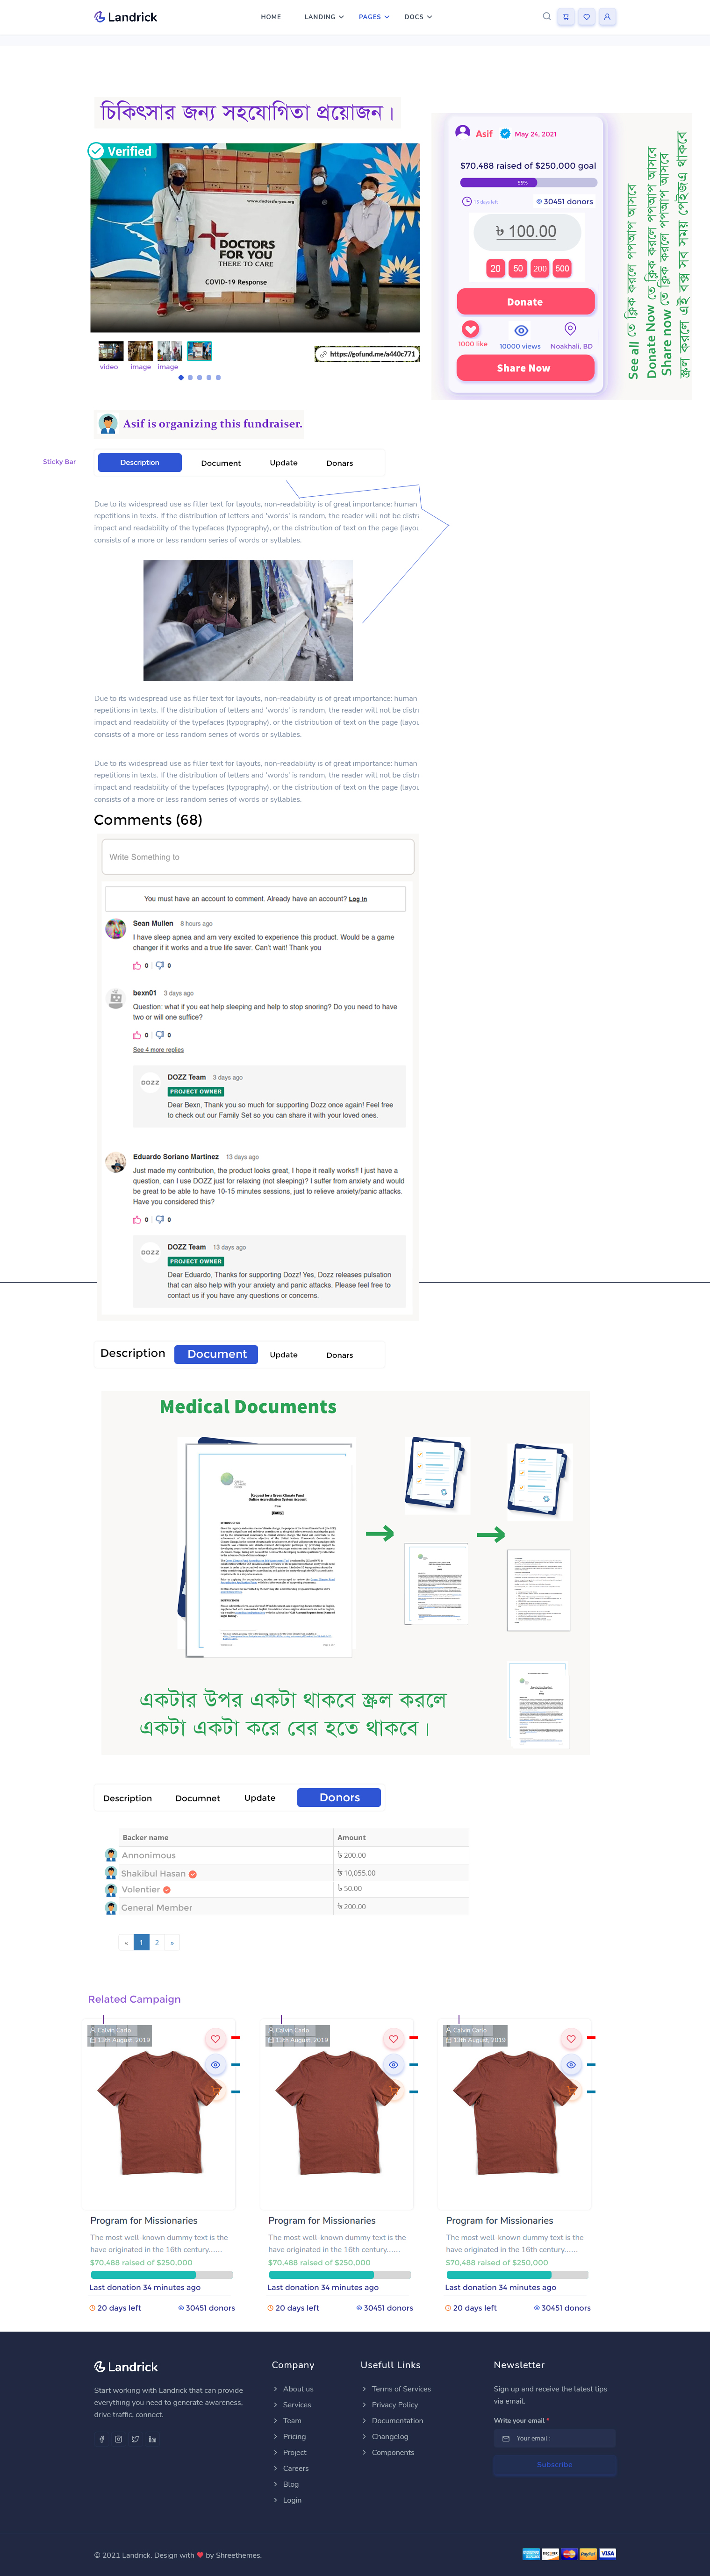 Landrick
HOME LANDING PAGES DOCS
চিকিৎসার জন্য সহযোগিতা প্রয়োজন।
Verified
www.doctorsforyou.org
DOCTORS
FOR YOU
THERE TO CARE
COVID-19 Response
video image image
https://gofund.me/a440c771
Asif May 24, 2021
$70,488 raised of $250,000 goal
59%
13 days left 30451 donors
৳ 100.00
20 50 200 500
Donate
1000 like 10000 views Noakhali, BD
Share Now
See all তে ক্লিক করলে পপআপ আসবে
Donate Now তে ক্লিক করলে পপআপ আসবে
Share now তে ক্লিক করলে পপআপ আসবে
স্ক্রল করলে এই বক্স সব সময় পেইজএ থাকবে
Asif is organizing this fundraiser.
Sticky Bar
Description Document Update Donars
Due to its widespread use as filler text for layouts, non-readability is of great importance: human
repetitions in texts. If the distribution of letters and 'words' is random, the reader will not be distra
impact and readability of the typefaces (typography), or the distribution of text on the page (layou
consists of a more or less random series of words or syllables.
Due to its widespread use as filler text for layouts, non-readability is of great importance: human
repetitions in texts. If the distribution of letters and 'words' is random, the reader will not be distra
impact and readability of the typefaces (typography), or the distribution of text on the page (layou
consists of a more or less random series of words or syllables.
Due to its widespread use as filler text for layouts, non-readability is of great importance: human
repetitions in texts. If the distribution of letters and 'words' is random, the reader will not be distra
impact and readability of the typefaces (typography), or the distribution of text on the page (layou
consists of a more or less random series of words or syllables.
Comments (68)
Write Something to
You must have an account to comment. Already have an account? Log in
Sean Mullen 8 hours ago
I have sleep apnea and am very excited to experience this product. Would be a game
changer if it works and a true life saver. Can't wait! Thank you
0 0
bexn01 3 days ago
Question: what if you eat help sleeping and help to stop snoring? Do you need to have
two or will one suffice?
0 0
See 4 more replies
DOZZ
DOZZ Team 3 days ago
PROJECT OWNER
Dear Bexn, Thank you so much for supporting Dozz once again! Feel free
to check out our Family Set so you can share it with your loved ones.
Eduardo Soriano Martinez 13 days ago
Just made my contribution, the product looks great, I hope it really works!! I just have a
question, can I use DOZZ just for relaxing (not sleeping)? I suffer from anxiety and would
be great to be able to have 10-15 minutes sessions, just to relieve anxiety/panic attacks.
Have you considered this?
0 0
DOZZ
DOZZ Team 13 days ago
PROJECT OWNER
Dear Eduardo, Thanks for supporting Dozz! Yes, Dozz releases pulsation
that can also help with your anxiety and panic attacks. Please feel free to
contact us if you have any questions or concerns.
Description Document Update Donars
Medical Documents
Request for a Green Climate Fund
Online Accreditation System Account
INTRODUCTION
একটার উপর একটা থাকবে স্ক্রল করলে
একটা একটা করে বের হতে থাকবে।
Description Documnet Update Donors
Backer name Amount
Annonimous ৳ 200.00
Shakibul Hasan ৳ 10,055.00
Volentier ৳ 50.00
General Member ৳ 200.00
« 1 2 »
Related Campaign
Calvin Carlo Calvin Carlo Calvin Carlo
13th August, 2019 13th August, 2019 13th August, 2019
Program for Missionaries Program for Missionaries Program for Missionaries
The most well-known dummy text is the The most well-known dummy text is the The most well-known dummy text is the
have originated in the 16th century...... have originated in the 16th century...... have originated in the 16th century......
$70,488 raised of $250,000 $70,488 raised of $250,000 $70,488 raised of $250,000
Last donation 34 minutes ago Last donation 34 minutes ago Last donation 34 minutes ago
20 days left 30451 donors 20 days left 30451 donors 20 days left 30451 donors
Landrick
Start working with Landrick that can provide
everything you need to generate awareness,
drive traffic, connect.
Company
About us
Services
Team
Pricing
Project
Careers
Blog
Login
Usefull Links
Terms of Services
Privacy Policy
Documentation
Changelog
Components
Newsletter
Sign up and receive the latest tips
via email.
Write your email *
Your email :
Subscribe
© 2021 Landrick. Design with ♥ by Shreethemes.
PayPal VISA